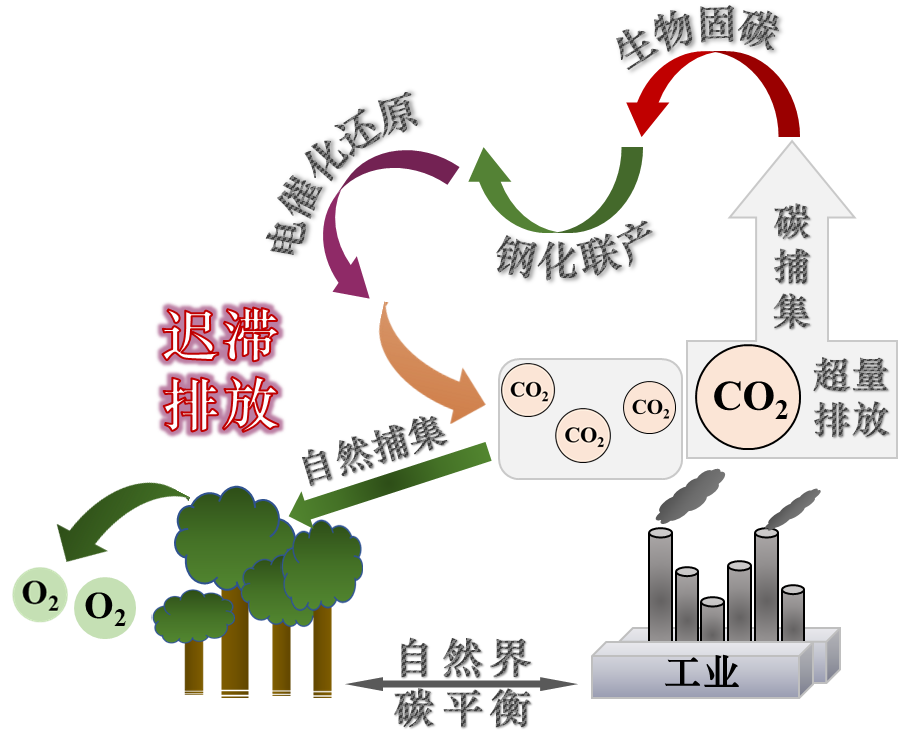 生物固碳
电催化还原
钢化联产
碳捕集
迟滞
排放
CO₂
CO₂
CO₂
CO₂
超量
排放
自然捕集
O₂
O₂
自然界
碳平衡
工业